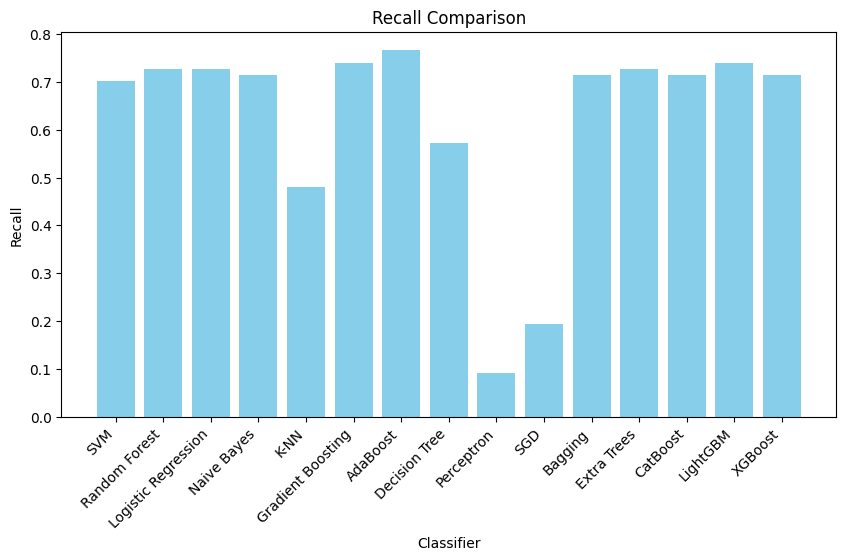 Recall Comparison
Recall
0.8
0.7
0.6
0.5
0.4
0.3
0.2
0.1
0.0
SVM
Random Forest
Logistic Regression
Naive Bayes
K-NN
Gradient Boosting
AdaBoost
Decision Tree
Perceptron
SGD
Bagging
Extra Trees
CatBoost
LightGBM
XGBoost
Classifier